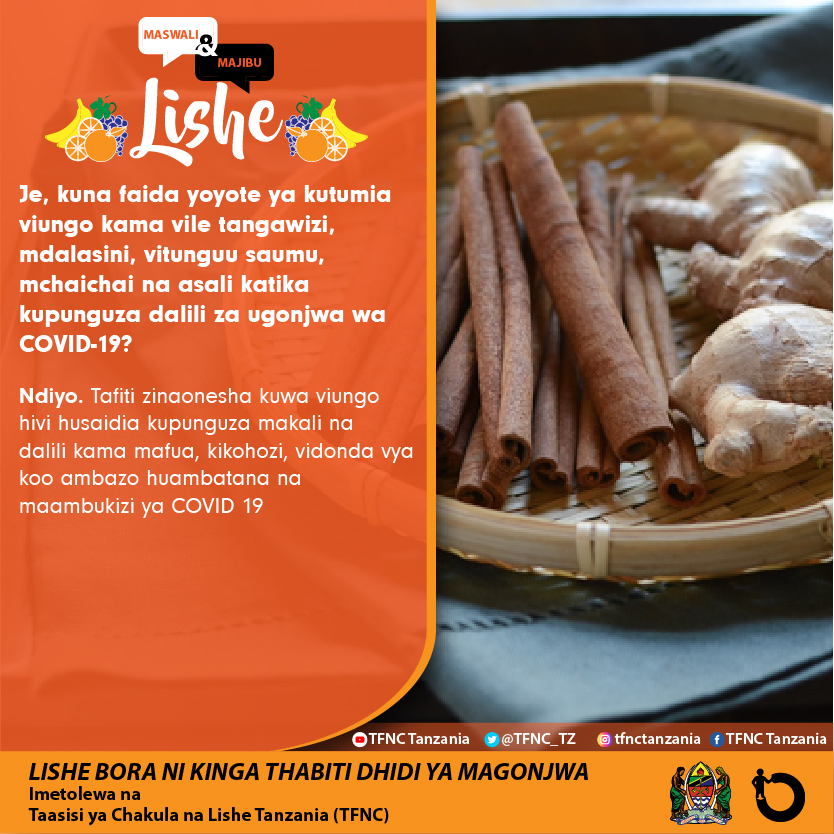 MASWALI
&
MAJIBU
Lishe
Je, kuna faida yoyote ya kutumia
viungo kama vile tangawizi,
mdalasini, vitunguu saumu,
mchaichai na asali katika
kupunguza dalili za ugonjwa wa
COVID-19?
Ndiyo. Tafiti zinaonesha kuwa viungo
hivi husaidia kupunguza makali na
dalili kama mafua, kikohozi, vidonda vya
koo ambazo huambatana na
maambukizi ya COVID 19
TFNC Tanzania @TFNC_TZ tfnctanzania TFNC Tanzania
LISHE BORA NI KINGA THABITI DHIDI YA MAGONJWA
Imetolewa na
Taasisi ya Chakula na Lishe Tanzania (TFNC)